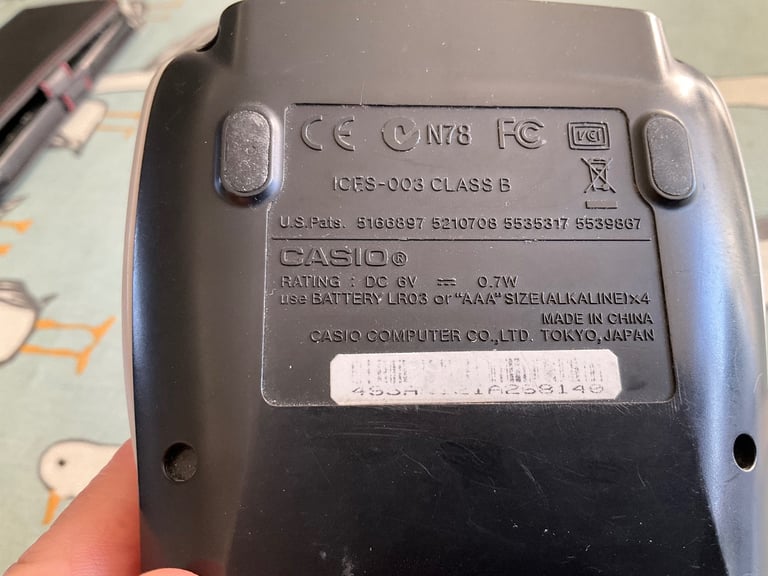 CE N78 FC VCI
ICES-003 CLASS B
U.S.Pats. 5166897 5210708 5535317 5539867
CASIO®
RATING : DC 6V ⎓ 0.7W
use BATTERY LR03 or "AAA" SIZE(ALKALINE)x4
MADE IN CHINA
CASIO COMPUTER CO.,LTD. TOKYO,JAPAN